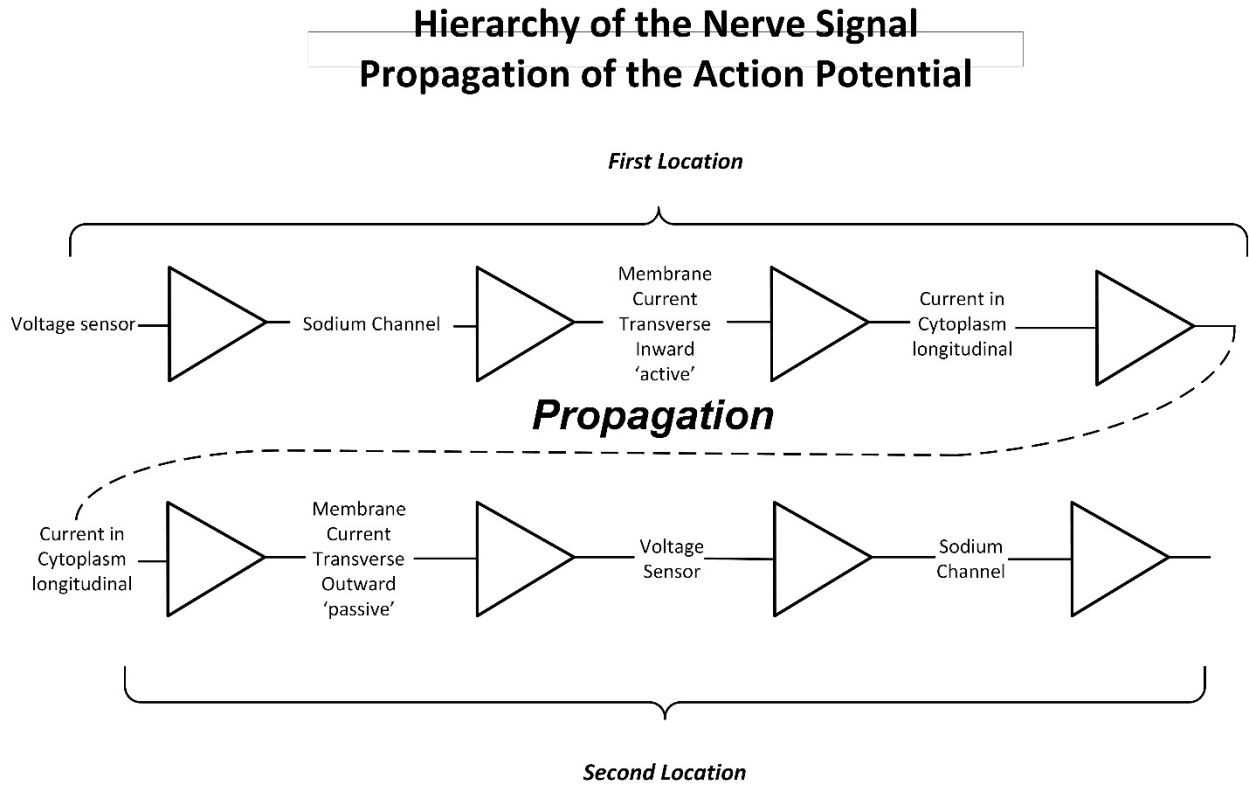 Hierarchy of the Nerve Signal
Propagation of the Action Potential
First Location
Voltage sensor
Sodium Channel
Membrane
Current
Transverse
Inward
‘active’
Current in
Cytoplasm
longitudinal
Propagation
Current in
Cytoplasm
longitudinal
Membrane
Current
Transverse
Outward
‘passive’
Voltage
Sensor
Sodium
Channel
Second Location